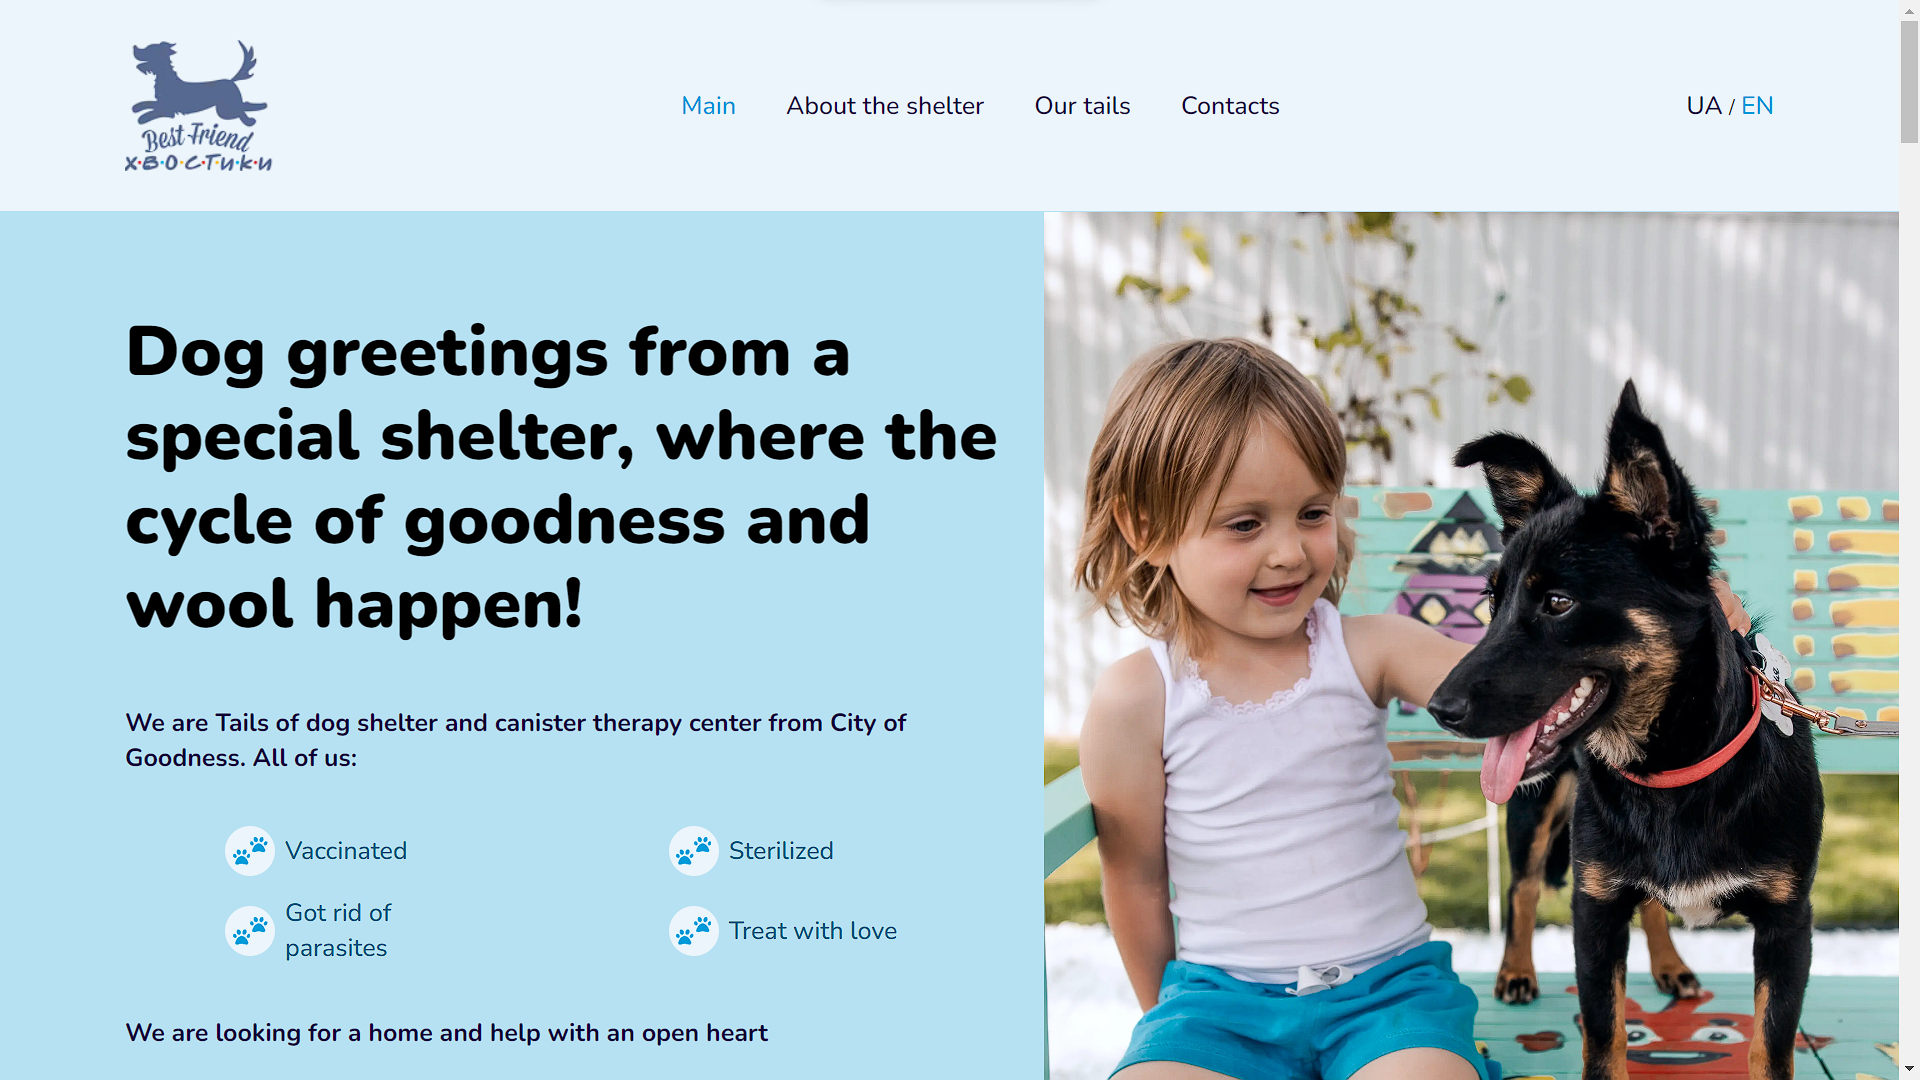 Best Friend
Х·В·О·С·Т·И·К·И
Main
About the shelter
Our tails
Contacts
UA / EN
Dog greetings from a
special shelter, where the
cycle of goodness and
wool happen!
We are Tails of dog shelter and canister therapy center from City of
Goodness. All of us:
Vaccinated
Sterilized
Got rid of
parasites
Treat with love
We are looking for a home and help with an open heart